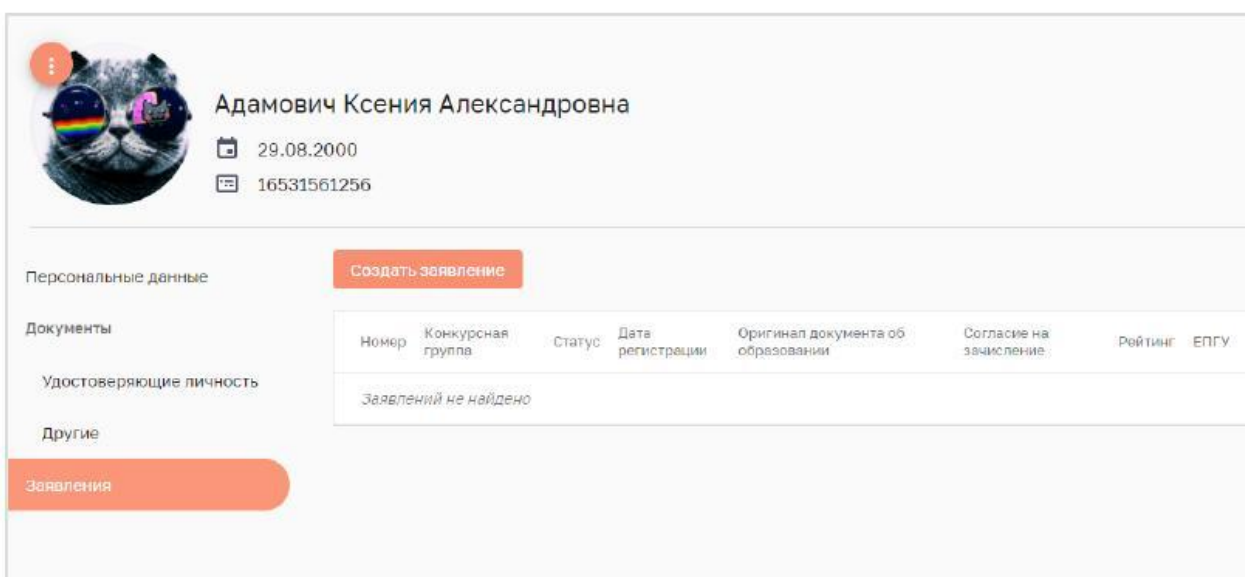 Адамович Ксения Александровна
29.08.2000
16531561256
Персональные данные
Документы
Удостоверяющие личность
Другие
Заявления
Создать заявление
Номер
Конкурсная
группа
Статус
Дата
регистрации
Оригинал документа об
образовании
Согласие на
зачисление
Рейтинг
ЕПГУ
Заявлений не найдено